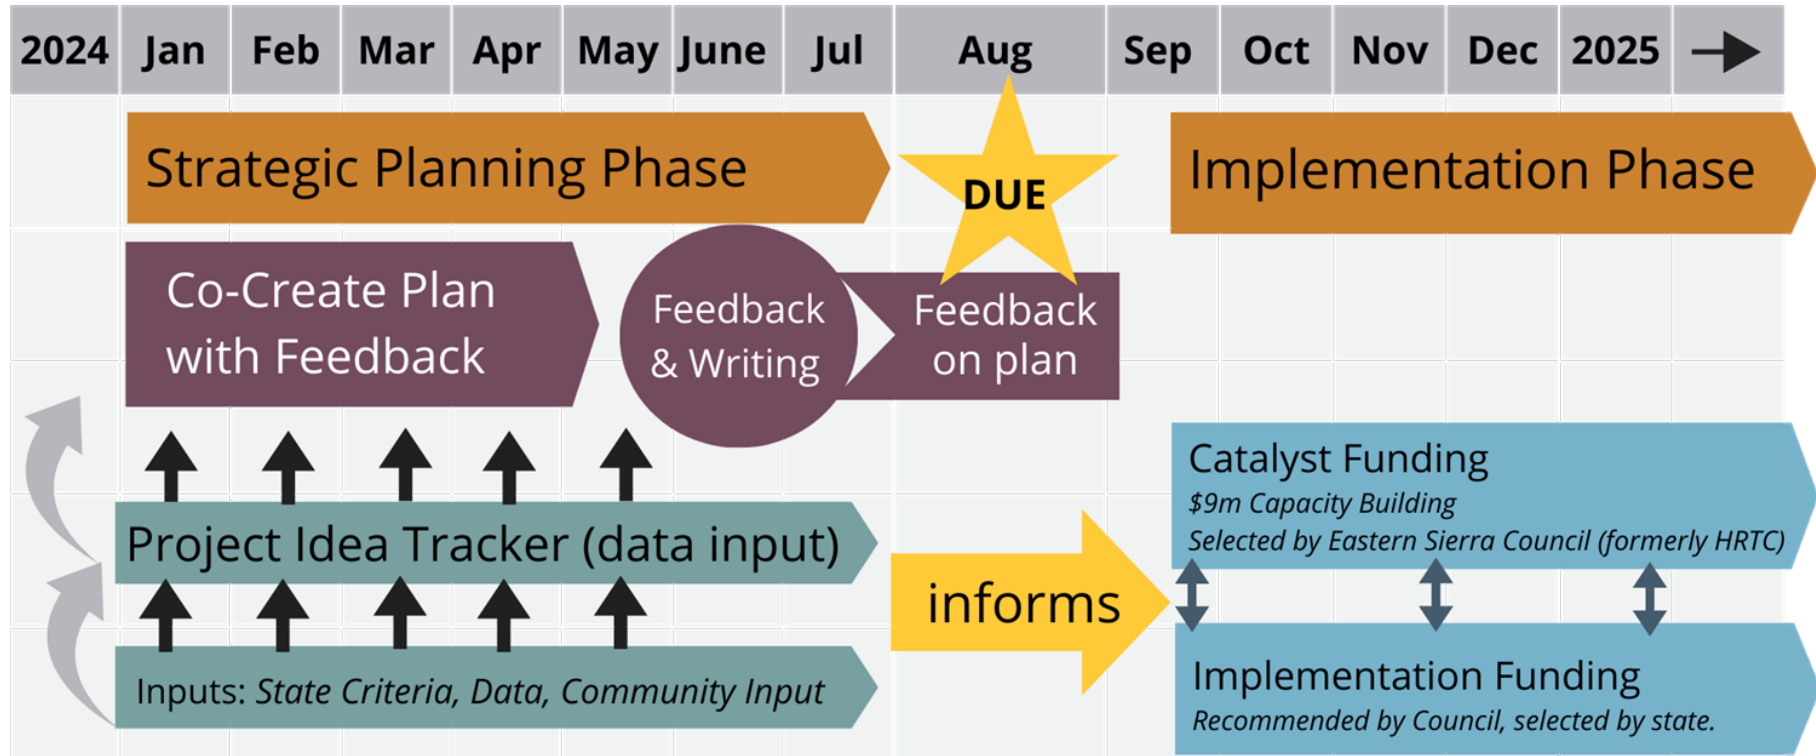 2024 Jan Feb Mar Apr May June Jul Aug Sep Oct Nov Dec 2025
Strategic Planning Phase
DUE
Implementation Phase
Co-Create Plan
with Feedback
Feedback
& Writing
Feedback
on plan
Project Idea Tracker (data input)
Inputs: State Criteria, Data, Community Input
informs
Catalyst Funding
$9m Capacity Building
Selected by Eastern Sierra Council (formerly HRTC)
Implementation Funding
Recommended by Council, selected by state.